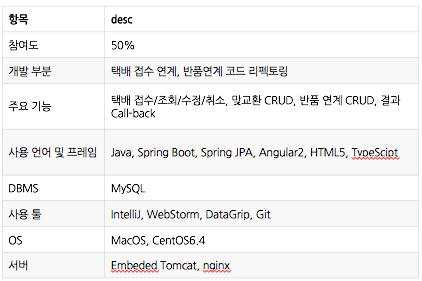 항목 desc
참여도 50%
개발 부분 택배 접수 연계, 반품연계 코드 리펙토링
주요 기능 택배 접수/조회/수정/취소, 맞교환 CRUD, 반품 연계 CRUD, 결과
Call-back
사용 언어 및 프레임 Java, Spring Boot, Spring JPA, Angular2, HTML5, TypeScipt
DBMS MySQL
사용 툴 IntelliJ, WebStorm, DataGrip, Git
OS MacOS, CentOS6.4
서버 Embeded Tomcat, nginx